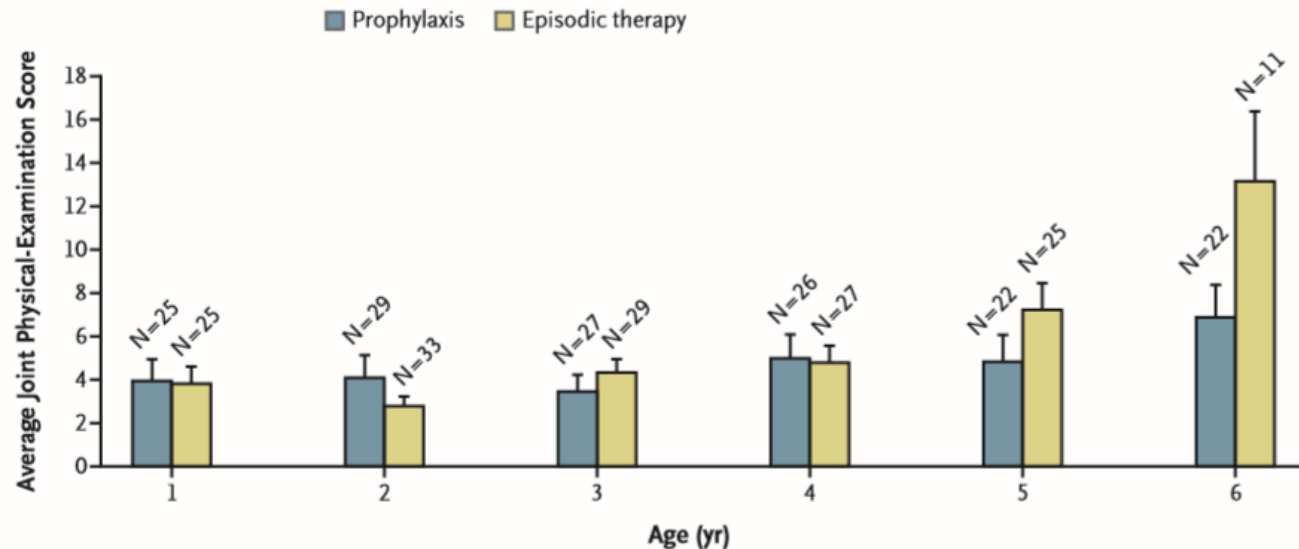 Prophylaxis Episodic therapy
Average Joint Physical-Examination Score
18
16
14
12
10
8
6
4
2
0
N=25 N=25 N=29 N=33 N=27 N=29 N=26 N=27 N=22 N=25 N=22 N=11
1 2 3 4 5 6
Age (yr)